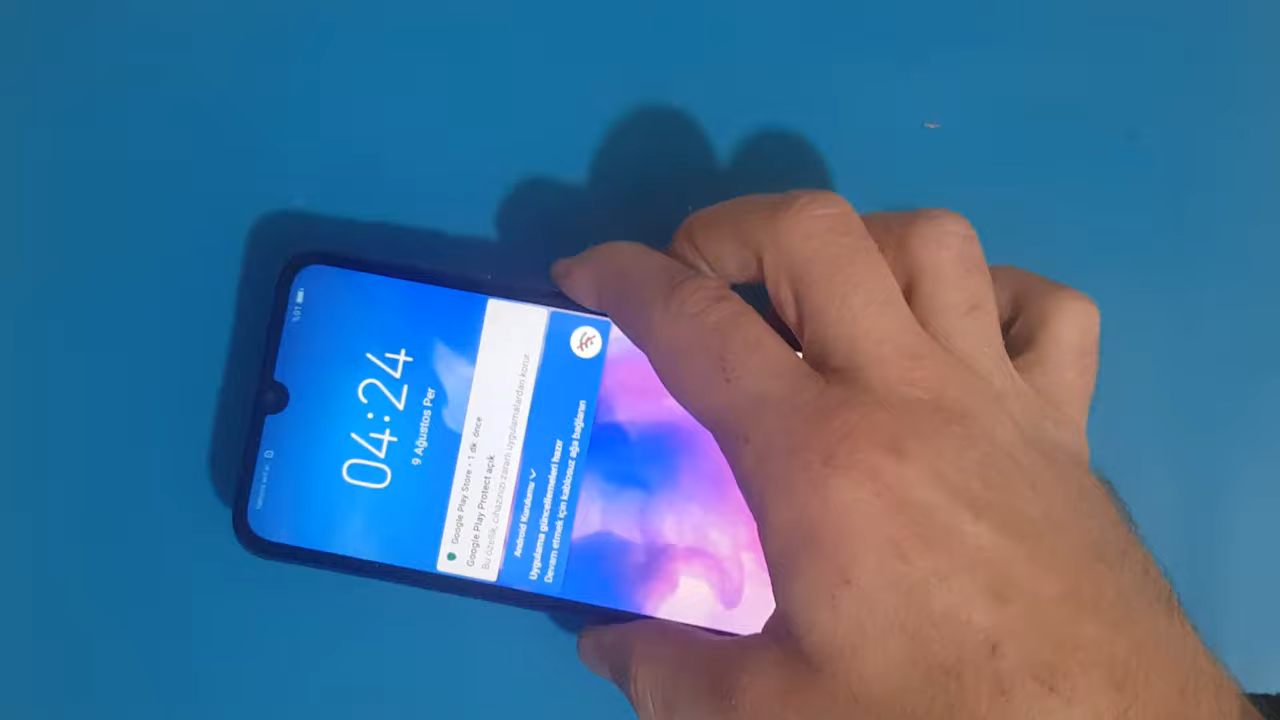 %91
04:24
9 Ağustos Per
Google Play Store • 1 dk. önce
Google Play Protect açık
Bu özellik, cihazınızı zararlı uygulamalardan korur.
Android Kurulumu
Uygulama güncellemeleri hazır
Devam etmek için kablosuz ağa bağlanın